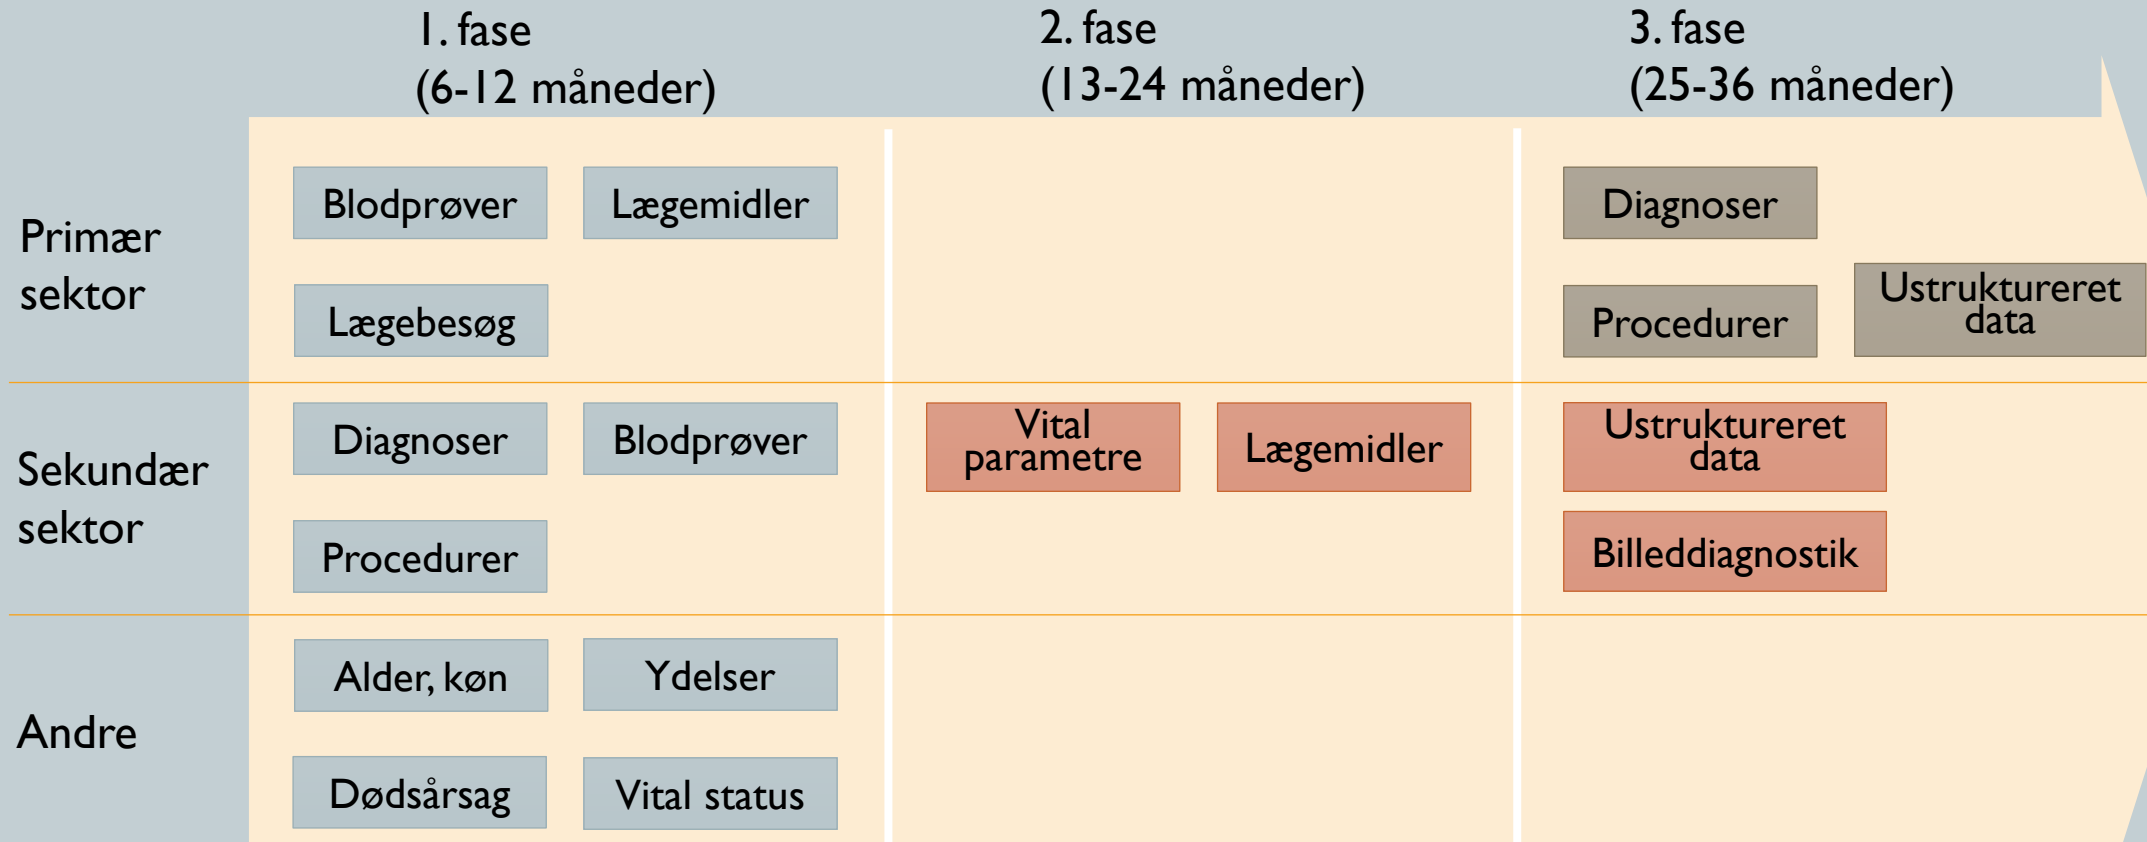 1. fase
(6-12 måneder)
2. fase
(13-24 måneder)
3. fase
(25-36 måneder)
Primær
sektor
Blodprøver
Lægemidler
Lægebesøg
Diagnoser
Procedurer
Ustruktureret
data
Sekundær
sektor
Diagnoser
Blodprøver
Procedurer
Vital
parametre
Lægemidler
Ustruktureret
data
Billeddiagnostik
Andre
Alder, køn
Ydelser
Dødsårsag
Vital status